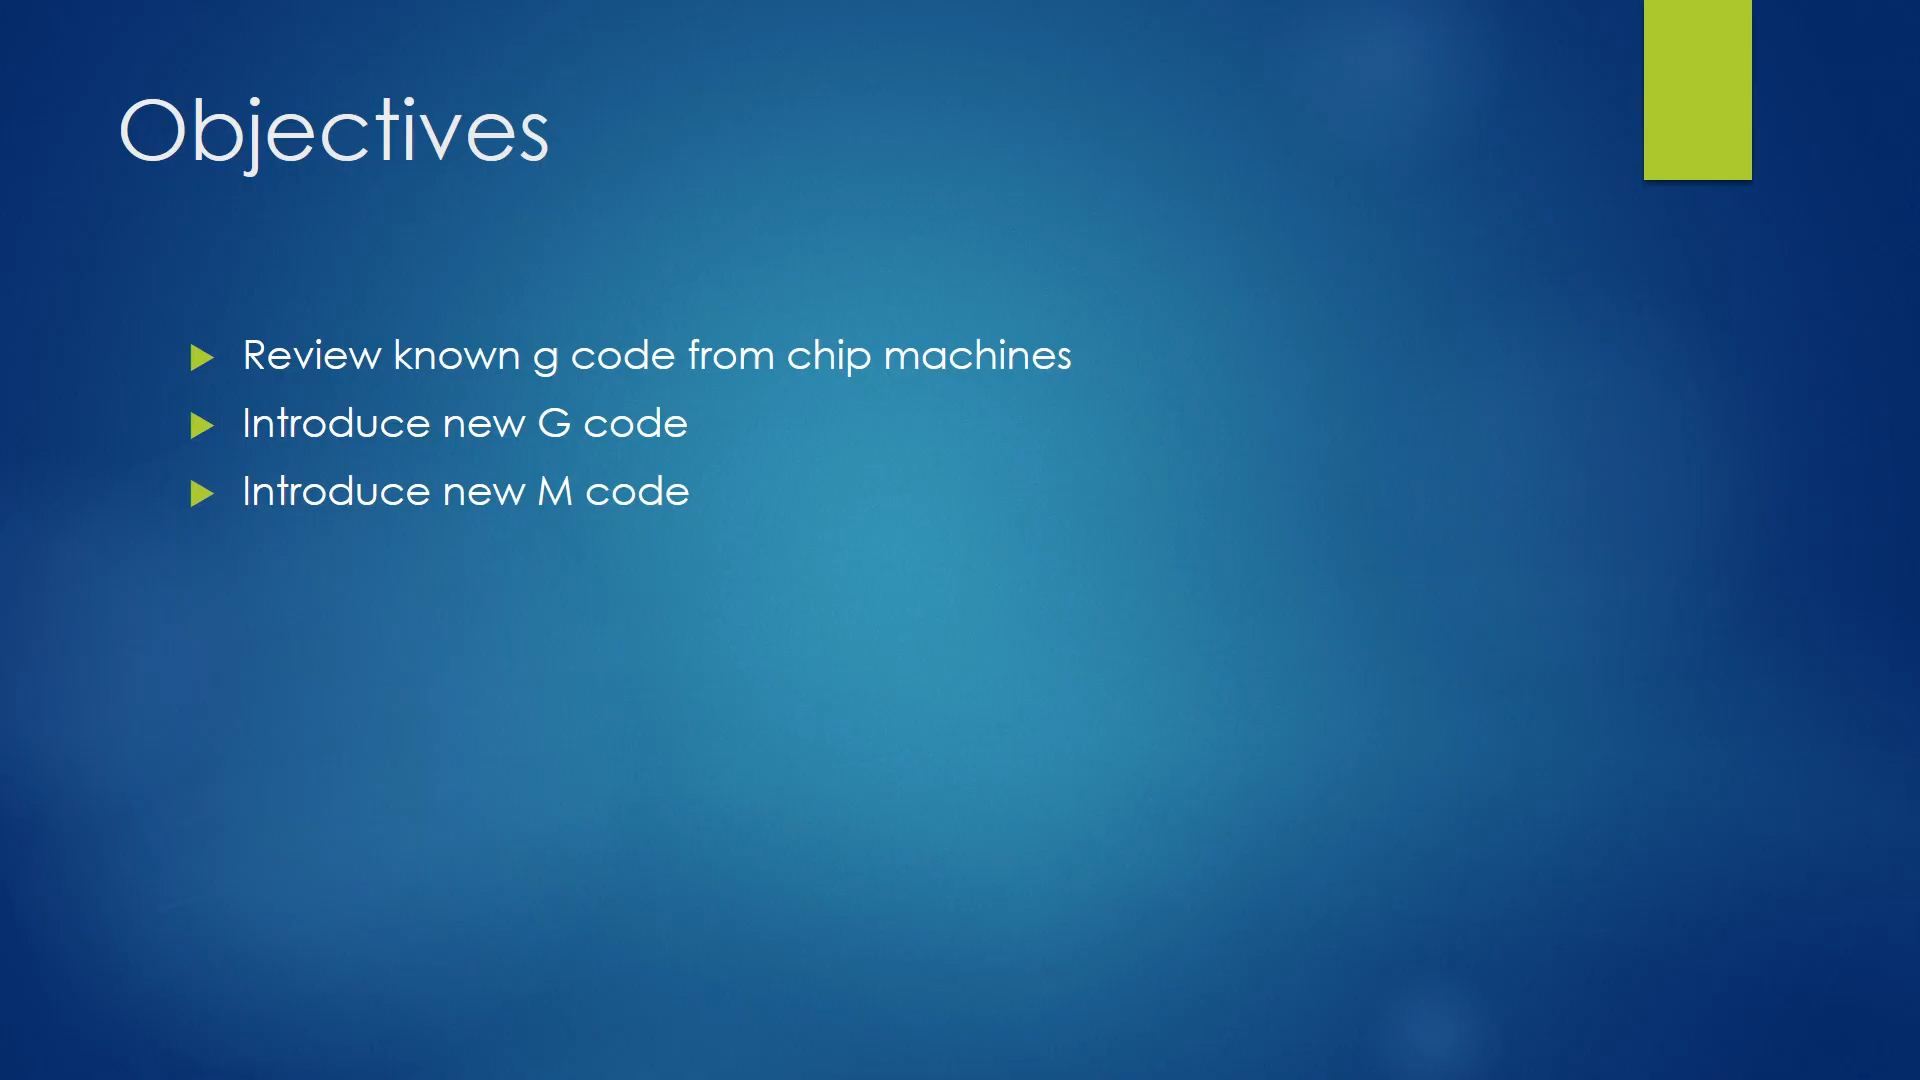 Objectives
Review known g code from chip machines
Introduce new G code
Introduce new M code